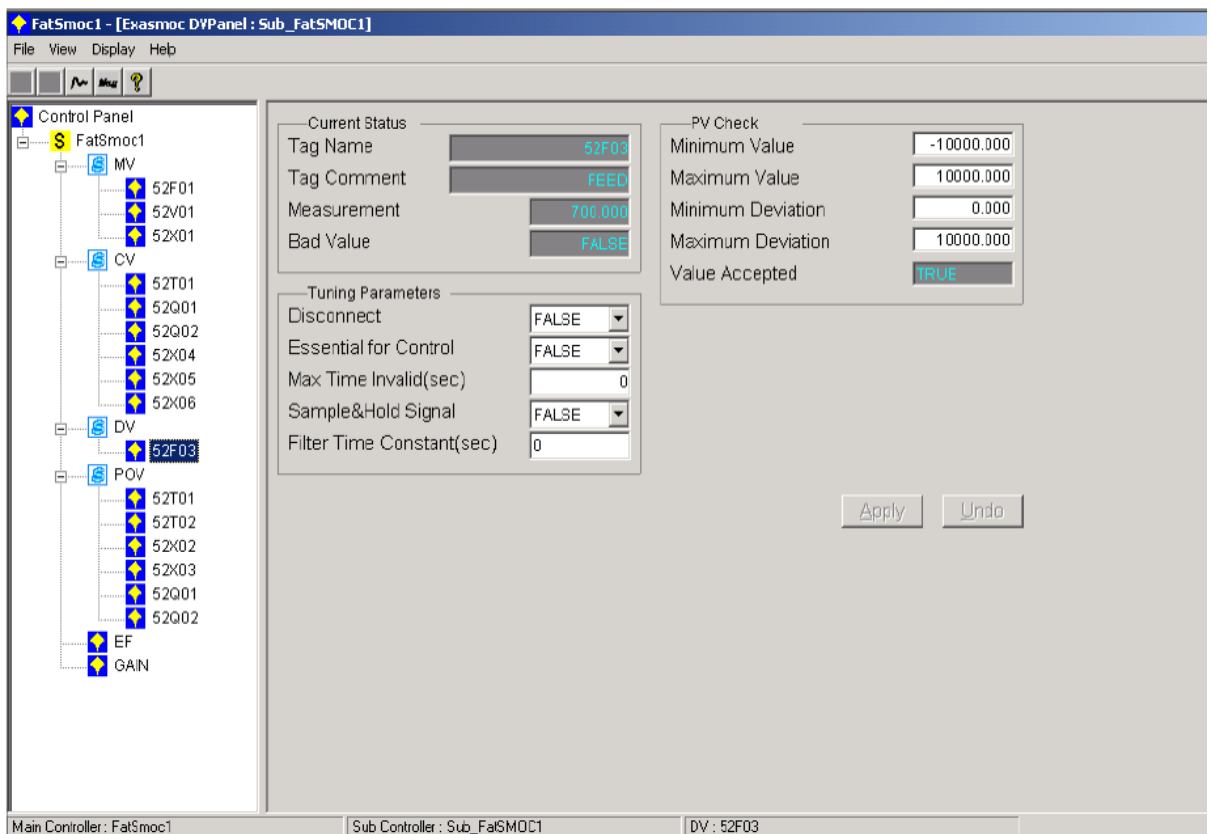 FatSmoc1 - [Exasmoc DVPanel : Sub_FatSMOC1]
File View Display Help
Control Panel
S FatSmoc1
MV
52F01
52V01
52X01
CV
52T01
52Q01
52Q02
52X04
52X05
52X06
DV
52F03
POV
52T01
52T02
52X02
52X03
52Q01
52Q02
EF
GAIN
Current Status
Tag Name 52F03
Tag Comment FEED
Measurement 700.000
Bad Value FALSE
Tuning Parameters
Disconnect FALSE
Essential for Control FALSE
Max Time Invalid(sec) 0
Sample&Hold Signal FALSE
Filter Time Constant(sec) 0
PV Check
Minimum Value -10000.000
Maximum Value 10000.000
Minimum Deviation 0.000
Maximum Deviation 10000.000
Value Accepted TRUE
Apply Undo
Main Controller : FatSmoc1 Sub Controller : Sub_FatSMOC1 DV : 52F03